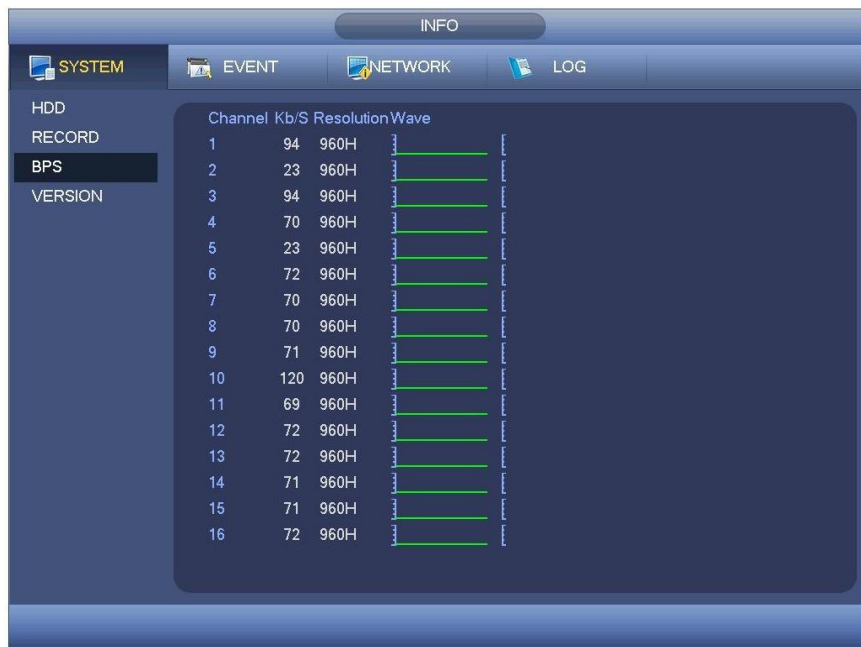 INFO
SYSTEM EVENT NETWORK LOG
HDD
RECORD
BPS
VERSION
Channel Kb/S Resolution Wave
1 94 960H
2 23 960H
3 94 960H
4 70 960H
5 23 960H
6 72 960H
7 70 960H
8 70 960H
9 71 960H
10 120 960H
11 69 960H
12 72 960H
13 72 960H
14 71 960H
15 71 960H
16 72 960H